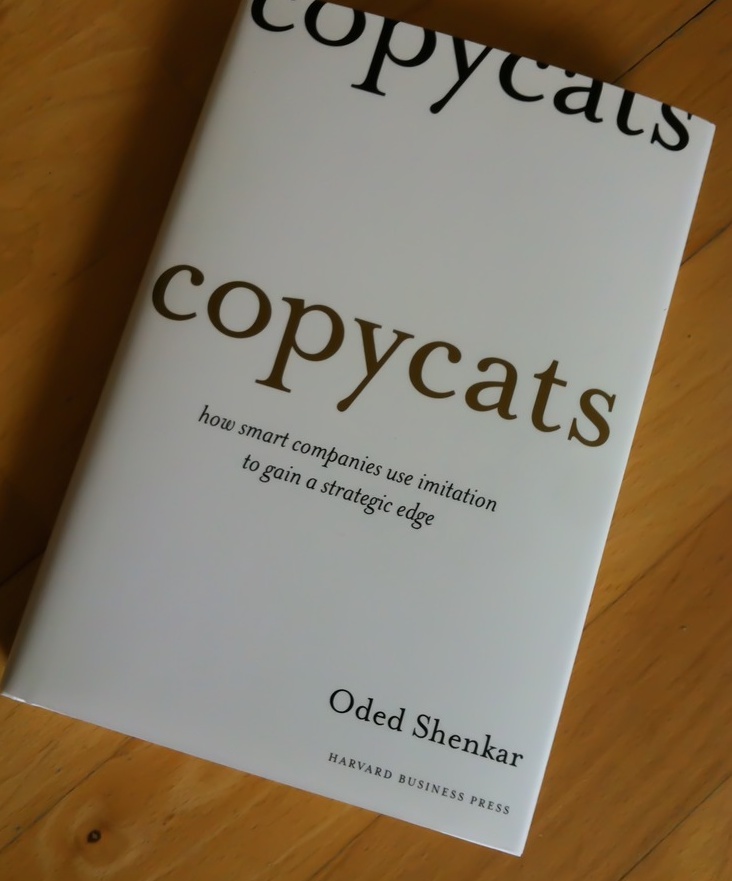 copycats
copycats
how smart companies use imitation
to gain a strategic edge
Oded Shenkar
HARVARD BUSINESS PRESS